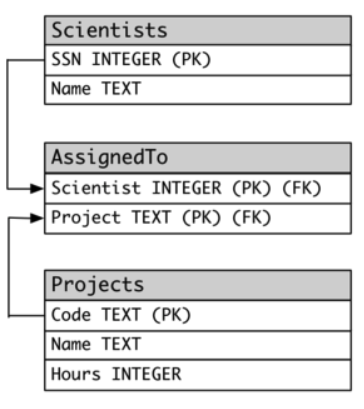 Scientists
SSN INTEGER (PK)
Name TEXT
AssignedTo
Scientist INTEGER (PK) (FK)
Project TEXT (PK) (FK)
Projects
Code TEXT (PK)
Name TEXT
Hours INTEGER